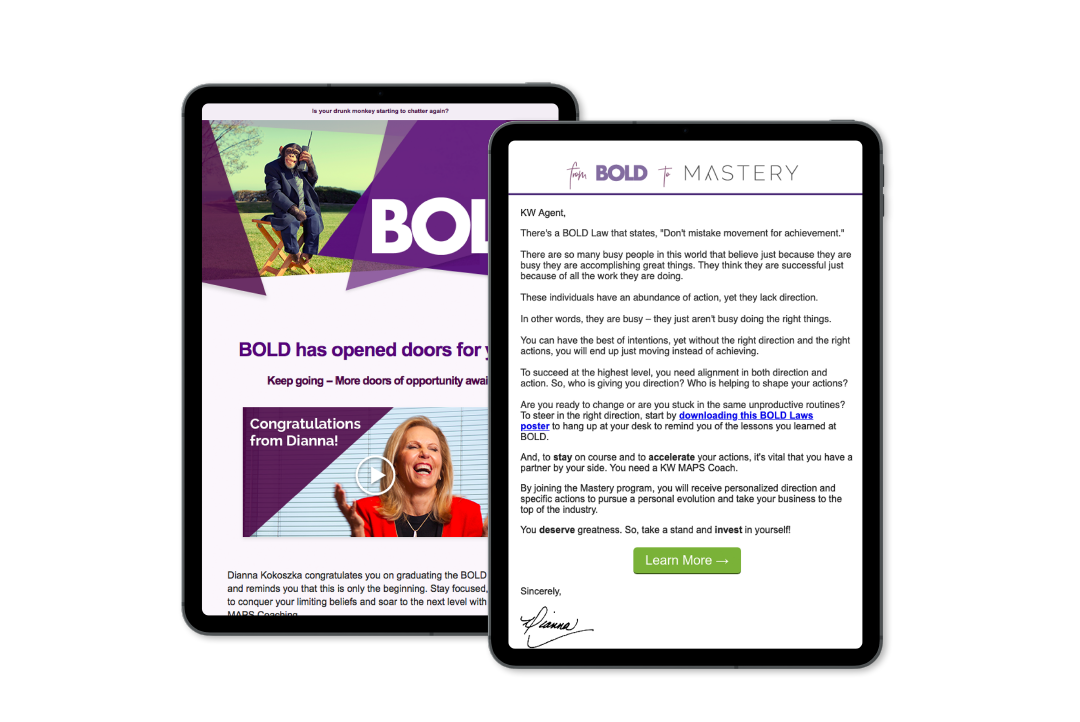 Is your drunk monkey starting to chatter again?
BOL
BOLD has opened doors for
Keep going – More doors of opportunity awai
Congratulations
from Dianna!
Dianna Kokoszka congratulates you on graduating the BOLD
and reminds you that this is only the beginning. Stay focused,
to conquer your limiting beliefs and soar to the next level with
MAPS Coaching
from BOLD to MASTERY
KW Agent,
There's a BOLD Law that states, "Don't mistake movement for achievement."
There are so many busy people in this world that believe just because they are
busy they are accomplishing great things. They think they are successful just
because of all the work they are doing.
These individuals have an abundance of action, yet they lack direction.
In other words, they are busy – they just aren't busy doing the right things.
You can have the best of intentions, yet without the right direction and the right
actions, you will end up just moving instead of achieving.
To succeed at the highest level, you need alignment in both direction and
action. So, who is giving you direction? Who is helping to shape your actions?
Are you ready to change or are you stuck in the same unproductive routines?
To steer in the right direction, start by downloading this BOLD Laws
poster to hang up at your desk to remind you of the lessons you learned at
BOLD.
And, to stay on course and to accelerate your actions, it's vital that you have a
partner by your side. You need a KW MAPS Coach.
By joining the Mastery program, you will receive personalized direction and
specific actions to pursue a personal evolution and take your business to the
top of the industry.
You deserve greatness. So, take a stand and invest in yourself!
Learn More →
Sincerely,
Dianna